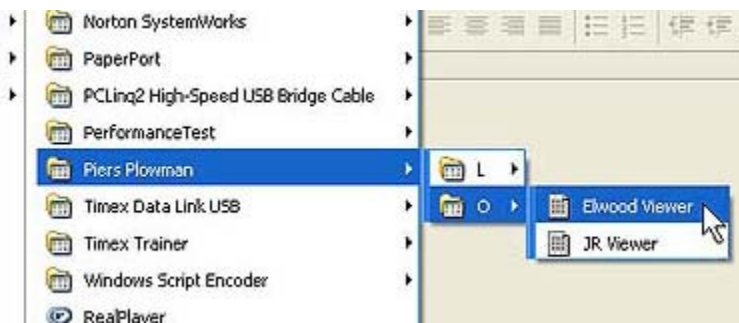 Norton SystemWorks
PaperPort
PCLinq2 High-Speed USB Bridge Cable
PerformanceTest
Piers Plowman
L
Timex Data Link USB
O
Elwood Viewer
Timex Trainer
JR Viewer
Windows Script Encoder
RealPlayer